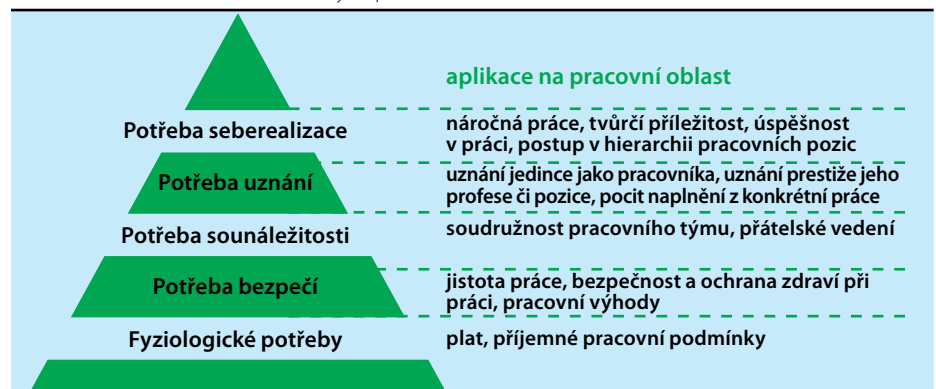 aplikace na pracovní oblast
Potřeba seberealizace
náročná práce, tvůrčí příležitost, úspěšnost
v práci, postup v hierarchii pracovních pozic
Potřeba uznání
uznání jedince jako pracovníka, uznání prestiže jeho
profese či pozice, pocit naplnění z konkrétní práce
Potřeba sounáležitosti
soudružnost pracovního týmu, přátelské vedení
Potřeba bezpečí
jistota práce, bezpečnost a ochrana zdraví při
práci, pracovní výhody
Fyziologické potřeby
plat, příjemné pracovní podmínky